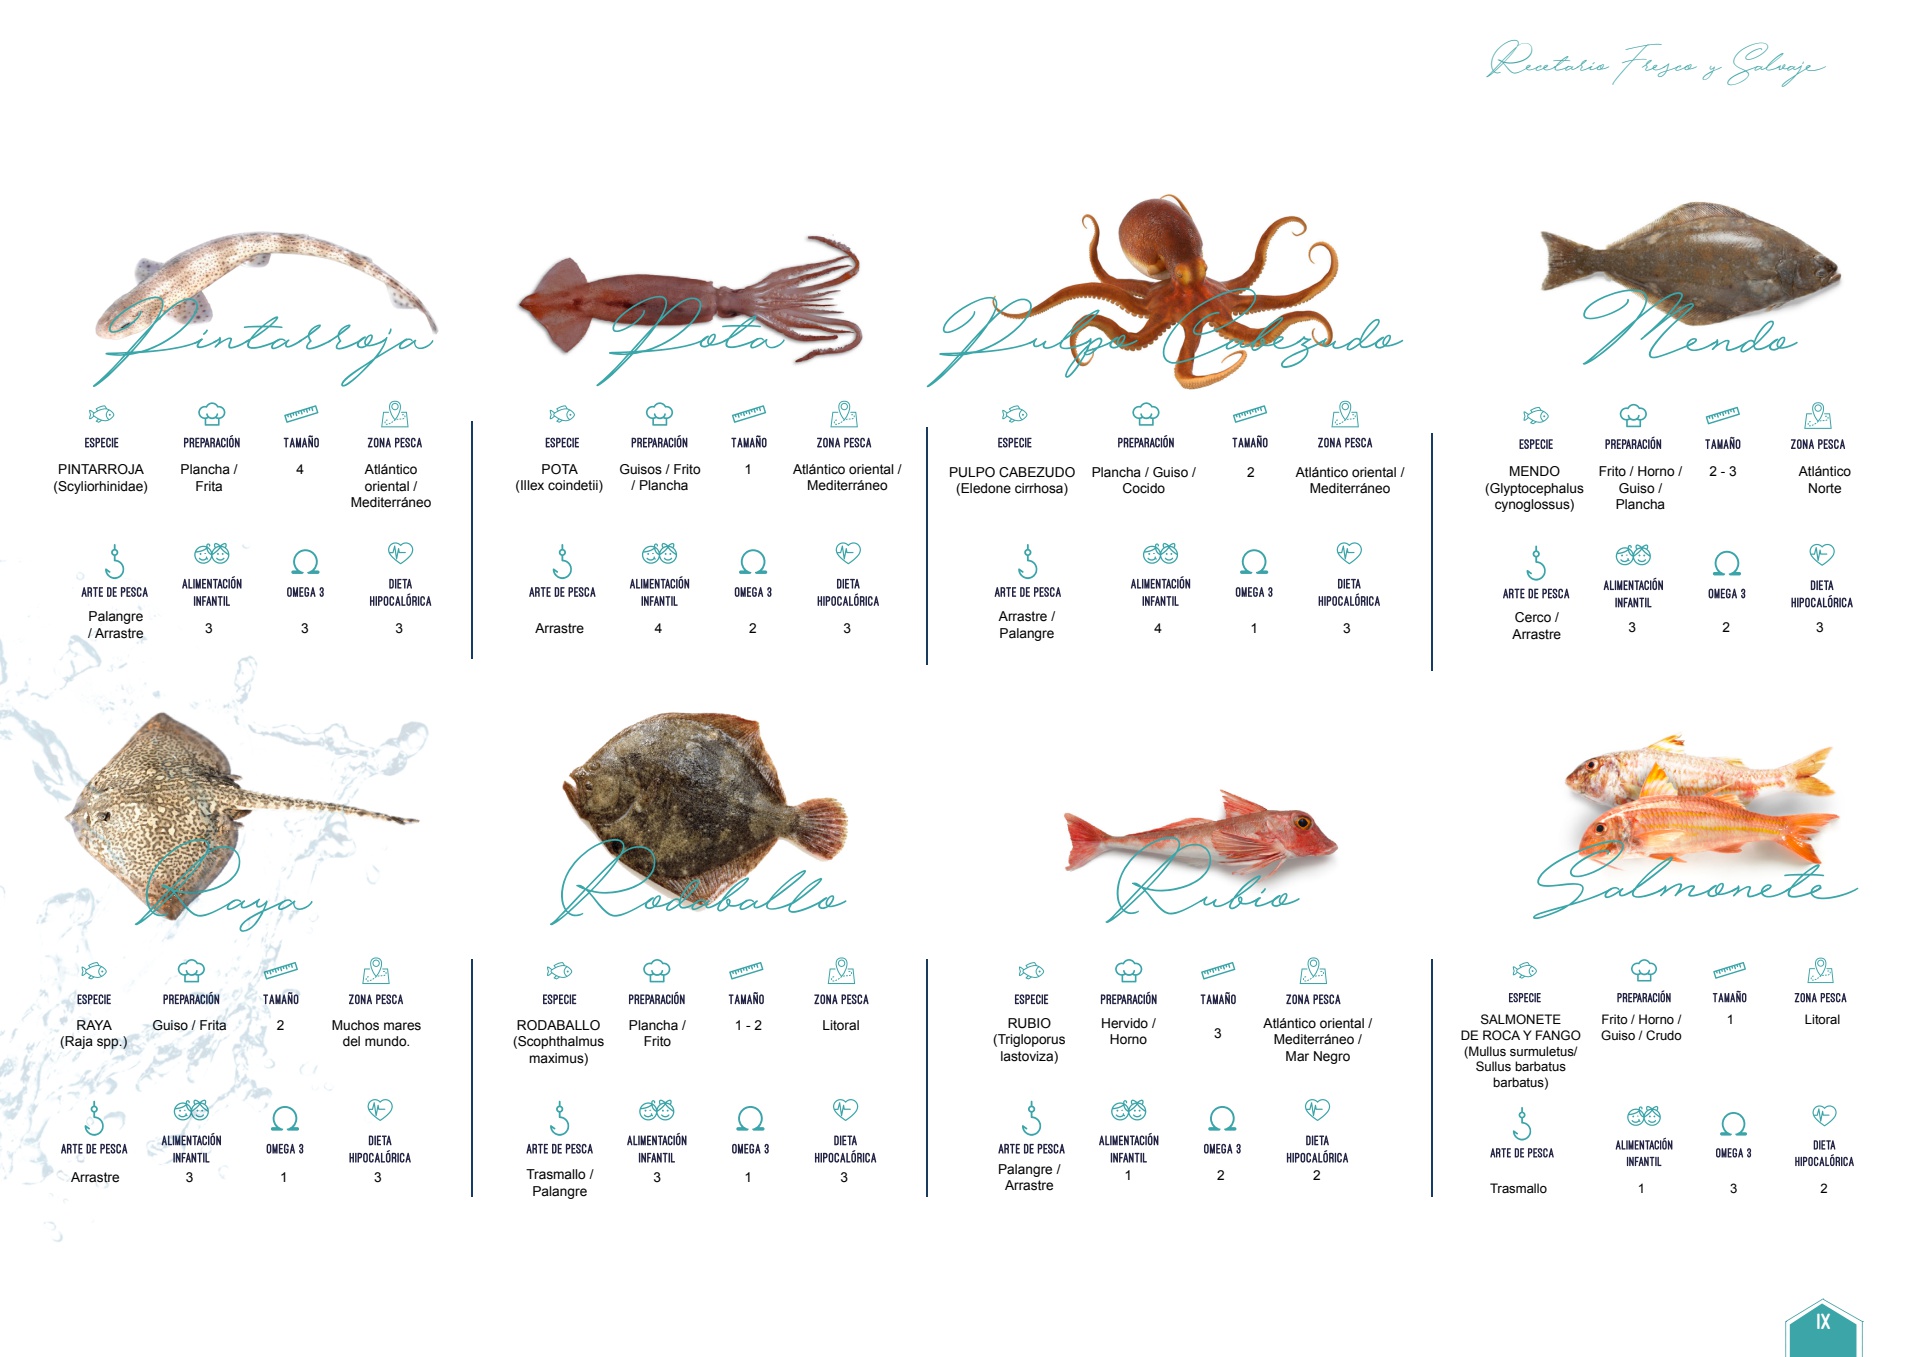 Recetario Fresco y Salvaje
Pintarroja
ESPECIE
PREPARACIÓN
TAMAÑO
ZONA PESCA
PINTARROJA
(Scyliorhinidae)
Plancha /
Frita
4
Atlántico
oriental /
Mediterráneo
ARTE DE PESCA
ALIMENTACIÓN
INFANTIL
OMEGA 3
DIETA
HIPOCALÓRICA
Palangre
/ Arrastre
3
3
3
Pota
ESPECIE
PREPARACIÓN
TAMAÑO
ZONA PESCA
POTA
(Illex coindetii)
Guisos / Frito
/ Plancha
1
Atlántico oriental /
Mediterráneo
ARTE DE PESCA
ALIMENTACIÓN
INFANTIL
OMEGA 3
DIETA
HIPOCALÓRICA
Arrastre
4
2
3
Pulpo Cabezudo
ESPECIE
PREPARACIÓN
TAMAÑO
ZONA PESCA
PULPO CABEZUDO
(Eledone cirrhosa)
Plancha / Guiso /
Cocido
2
Atlántico oriental /
Mediterráneo
ARTE DE PESCA
ALIMENTACIÓN
INFANTIL
OMEGA 3
DIETA
HIPOCALÓRICA
Arrastre /
Palangre
4
1
3
Mendo
ESPECIE
PREPARACIÓN
TAMAÑO
ZONA PESCA
MENDO
(Glyptocephalus
cynoglossus)
Frito / Horno /
Guiso /
Plancha
2 - 3
Atlántico
Norte
ARTE DE PESCA
ALIMENTACIÓN
INFANTIL
OMEGA 3
DIETA
HIPOCALÓRICA
Cerco /
Arrastre
3
2
3
Raya
ESPECIE
PREPARACIÓN
TAMAÑO
ZONA PESCA
RAYA
(Raja spp.)
Guiso / Frita
2
Muchos mares
del mundo.
ARTE DE PESCA
ALIMENTACIÓN
INFANTIL
OMEGA 3
DIETA
HIPOCALÓRICA
Arrastre
3
1
3
Rodaballo
ESPECIE
PREPARACIÓN
TAMAÑO
ZONA PESCA
RODABALLO
(Scophthalmus
maximus)
Plancha /
Frito
1 - 2
Litoral
ARTE DE PESCA
ALIMENTACIÓN
INFANTIL
OMEGA 3
DIETA
HIPOCALÓRICA
Trasmallo /
Palangre
3
1
3
Rubio
ESPECIE
PREPARACIÓN
TAMAÑO
ZONA PESCA
RUBIO
(Trigloporus
lastoviza)
Hervido /
Horno
3
Atlántico oriental /
Mediterráneo /
Mar Negro
ARTE DE PESCA
ALIMENTACIÓN
INFANTIL
OMEGA 3
DIETA
HIPOCALÓRICA
Palangre /
Arrastre
1
2
2
Salmonete
ESPECIE
PREPARACIÓN
TAMAÑO
ZONA PESCA
SALMONETE
DE ROCA Y FANGO
(Mullus surmuletus/
Sullus barbatus
barbatus)
Frito / Horno /
Guiso / Crudo
1
Litoral
ARTE DE PESCA
ALIMENTACIÓN
INFANTIL
OMEGA 3
DIETA
HIPOCALÓRICA
Trasmallo
1
3
2
IX